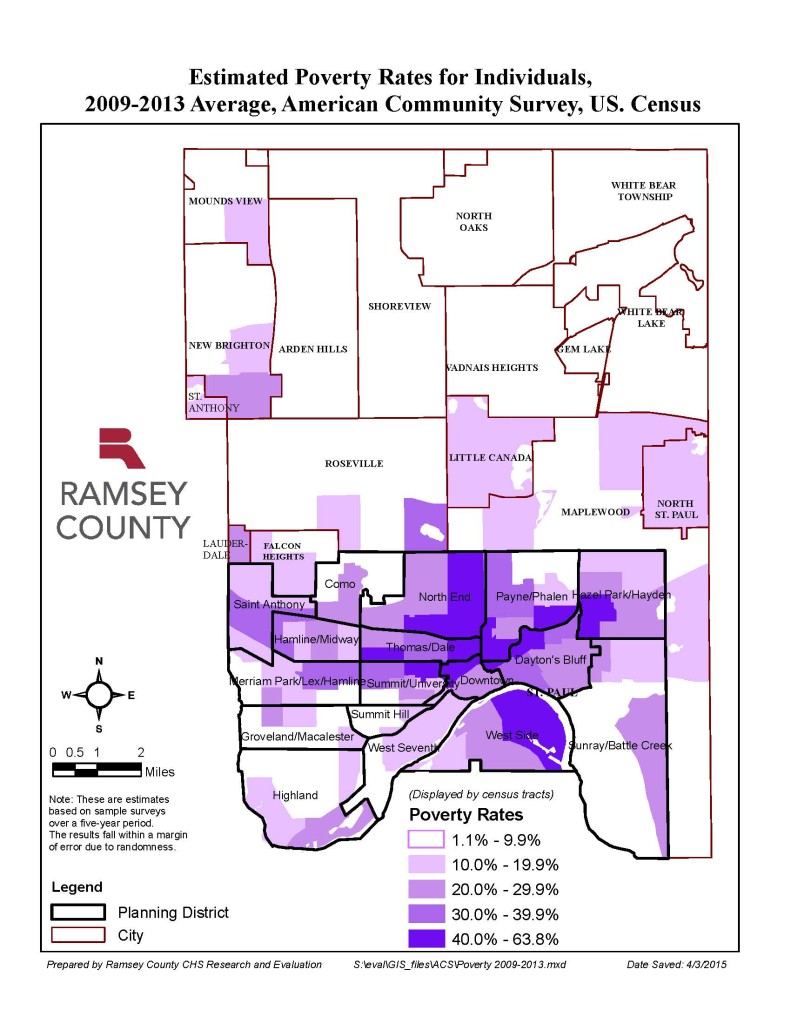 Estimated Poverty Rates for Individuals,
2009-2013 Average, American Community Survey, US. Census
MOUNDS VIEW
NORTH
OAKS
WHITE BEAR
TOWNSHIP
SHOREVIEW
WHITE BEAR
LAKE
NEW BRIGHTON
ARDEN HILLS
GEM LAKE
VADNAIS HEIGHTS
ST.
ANTHONY
RAMSEY
COUNTY
ROSEVILLE
LITTLE CANADA
MAPLEWOOD
NORTH
ST. PAUL
LAUDER-
DALE
FALCON
HEIGHTS
Como
North End
Payne/Phalen
Hazel Park/Hayden
Saint Anthony
Hamline/Midway
Thomas/Dale
Dayton's Bluff
Merriam Park/Lex/Hamline
Summit/University
Downtown
ST. PAUL
Summit Hill
Groveland/Macalester
West Seventh
West Side
Sunray/Battle Creek
Highland
N
W
E
S
0 0.5 1 2
Miles
Note: These are estimates
based on sample surveys
over a five-year period.
The results fall within a margin
of error due to randomness.
Legend
Planning District
City
(Displayed by census tracts)
Poverty Rates
1.1% - 9.9%
10.0% - 19.9%
20.0% - 29.9%
30.0% - 39.9%
40.0% - 63.8%
Prepared by Ramsey County CHS Research and Evaluation
S:\eval\GIS_files\ACS\Poverty 2009-2013.mxd
Date Saved: 4/3/2015